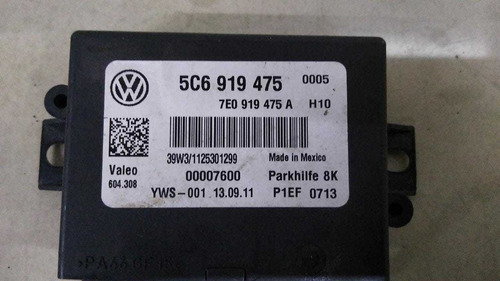 5C6 919 475 0005
7E0 919 475 A H10
39W3/1125301299 Made in Mexico
Valeo 00007600 Parkhilfe 8K
604.308 YWS-001 13.09.11 P1EF 0713